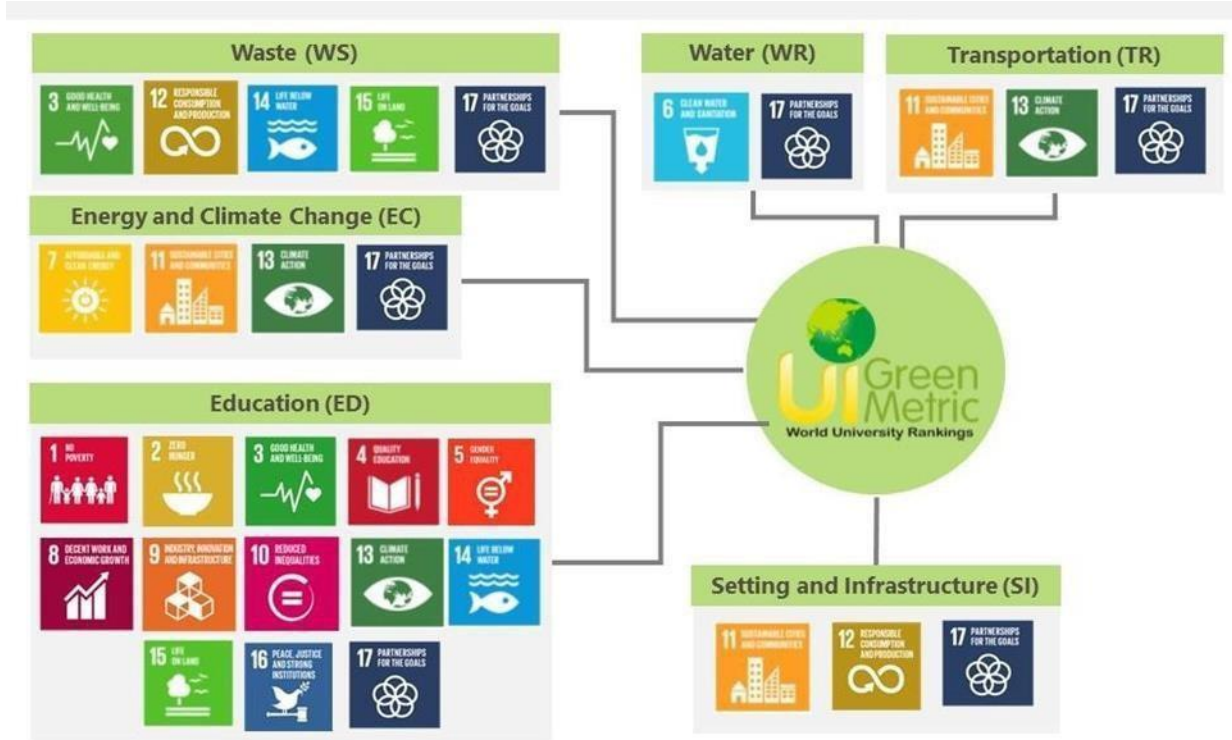 Waste (WS)
3 GOOD HEALTH
AND WELL-BEING
12 RESPONSIBLE
CONSUMPTION
AND PRODUCTION
14 LIFE BELOW
WATER
15 LIFE
ON LAND
17 PARTNERSHIPS
FOR THE GOALS
Water (WR)
6 CLEAN WATER
AND SANITATION
17 PARTNERSHIPS
FOR THE GOALS
Transportation (TR)
11 SUSTAINABLE CITIES
AND COMMUNITIES
13 CLIMATE
ACTION
17 PARTNERSHIPS
FOR THE GOALS
Energy and Climate Change (EC)
7 AFFORDABLE AND
CLEAN ENERGY
11 SUSTAINABLE CITIES
AND COMMUNITIES
13 CLIMATE
ACTION
17 PARTNERSHIPS
FOR THE GOALS
UI Green
Metric
World University Rankings
Education (ED)
1 NO
POVERTY
2 ZERO
HUNGER
3 GOOD HEALTH
AND WELL-BEING
4 QUALITY
EDUCATION
5 GENDER
EQUALITY
8 DECENT WORK AND
ECONOMIC GROWTH
9 INDUSTRY, INNOVATION
AND INFRASTRUCTURE
10 REDUCED
INEQUALITIES
13 CLIMATE
ACTION
14 LIFE BELOW
WATER
15 LIFE
ON LAND
16 PEACE, JUSTICE
AND STRONG
INSTITUTIONS
17 PARTNERSHIPS
FOR THE GOALS
Setting and Infrastructure (SI)
11 SUSTAINABLE CITIES
AND COMMUNITIES
12 RESPONSIBLE
CONSUMPTION
AND PRODUCTION
17 PARTNERSHIPS
FOR THE GOALS